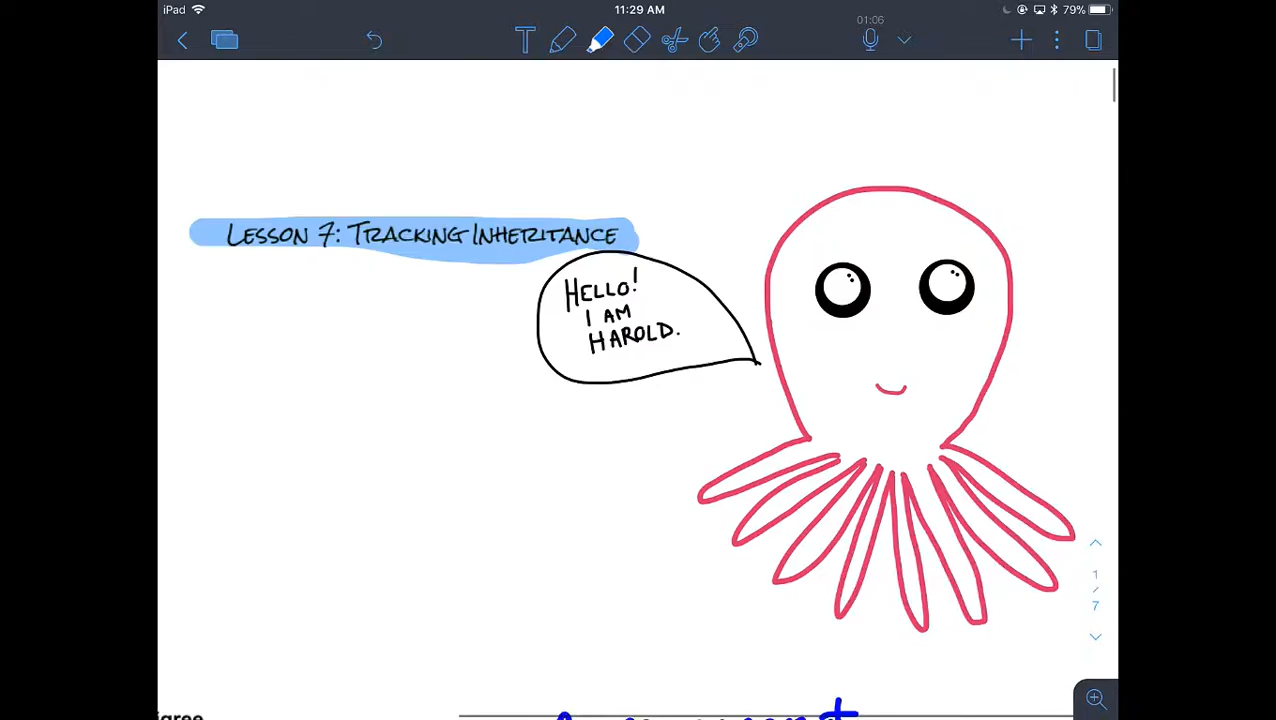 iPad
11:29 AM
79%
01:06
T
LESSON 7: TRACKING INHERITANCE
HELLO!
I AM
HAROLD.
1
/
7